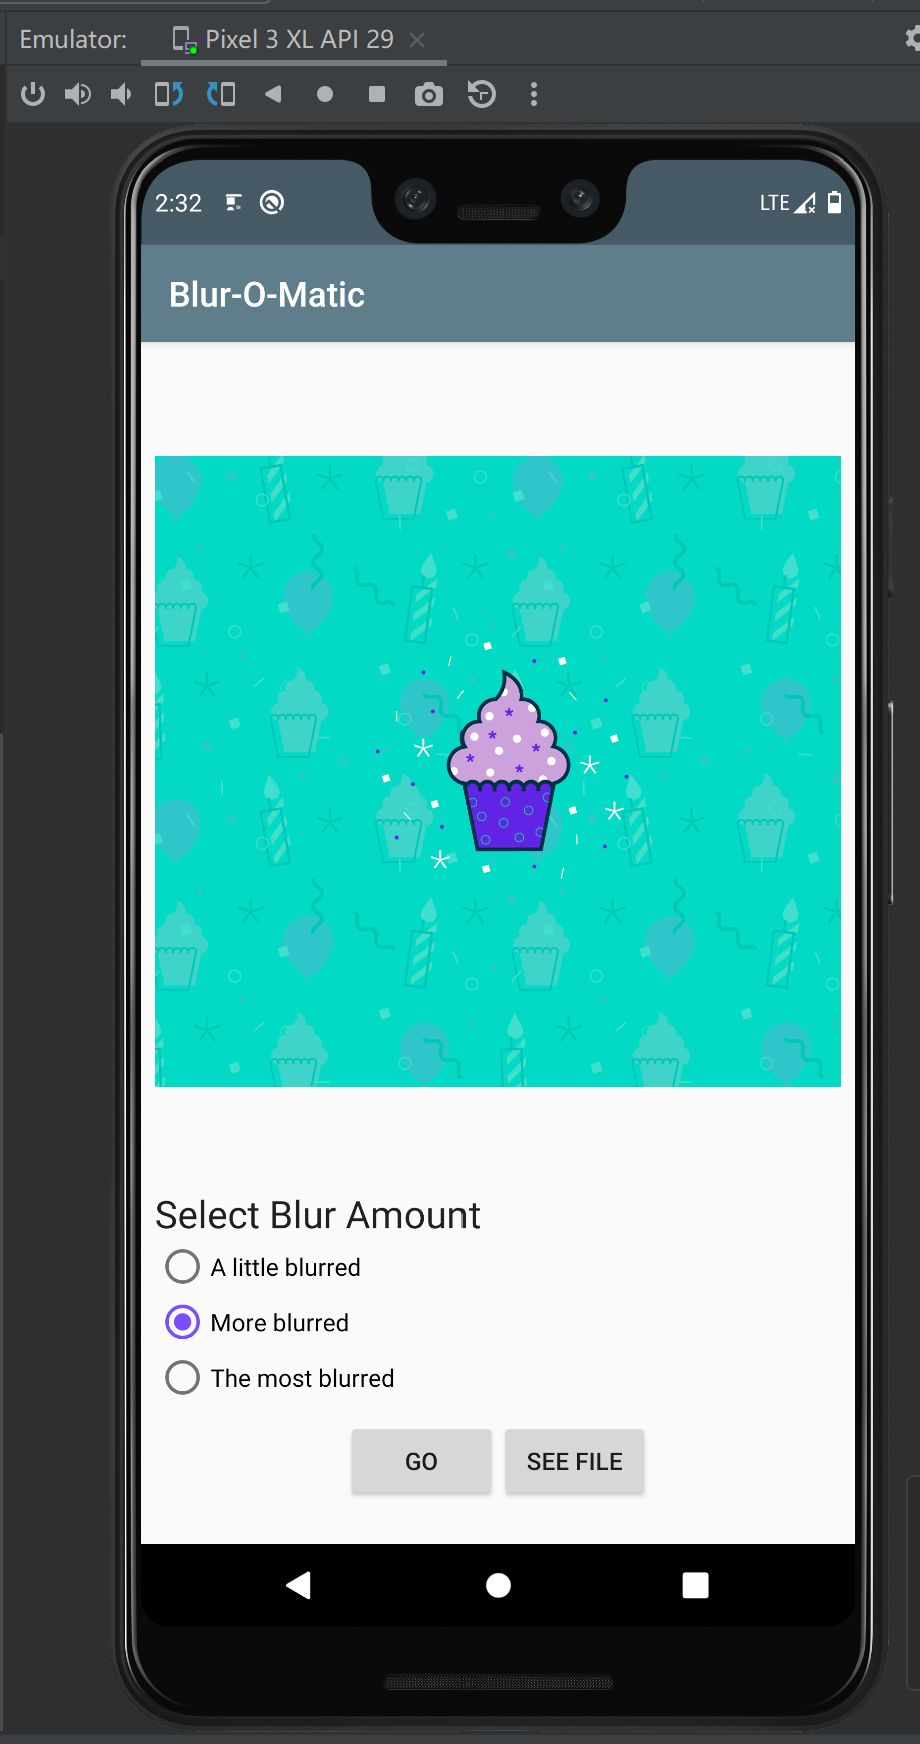 Emulator: Pixel 3 XL API 29
2:32 LTE
Blur-O-Matic
Select Blur Amount
A little blurred
More blurred
The most blurred
GO SEE FILE